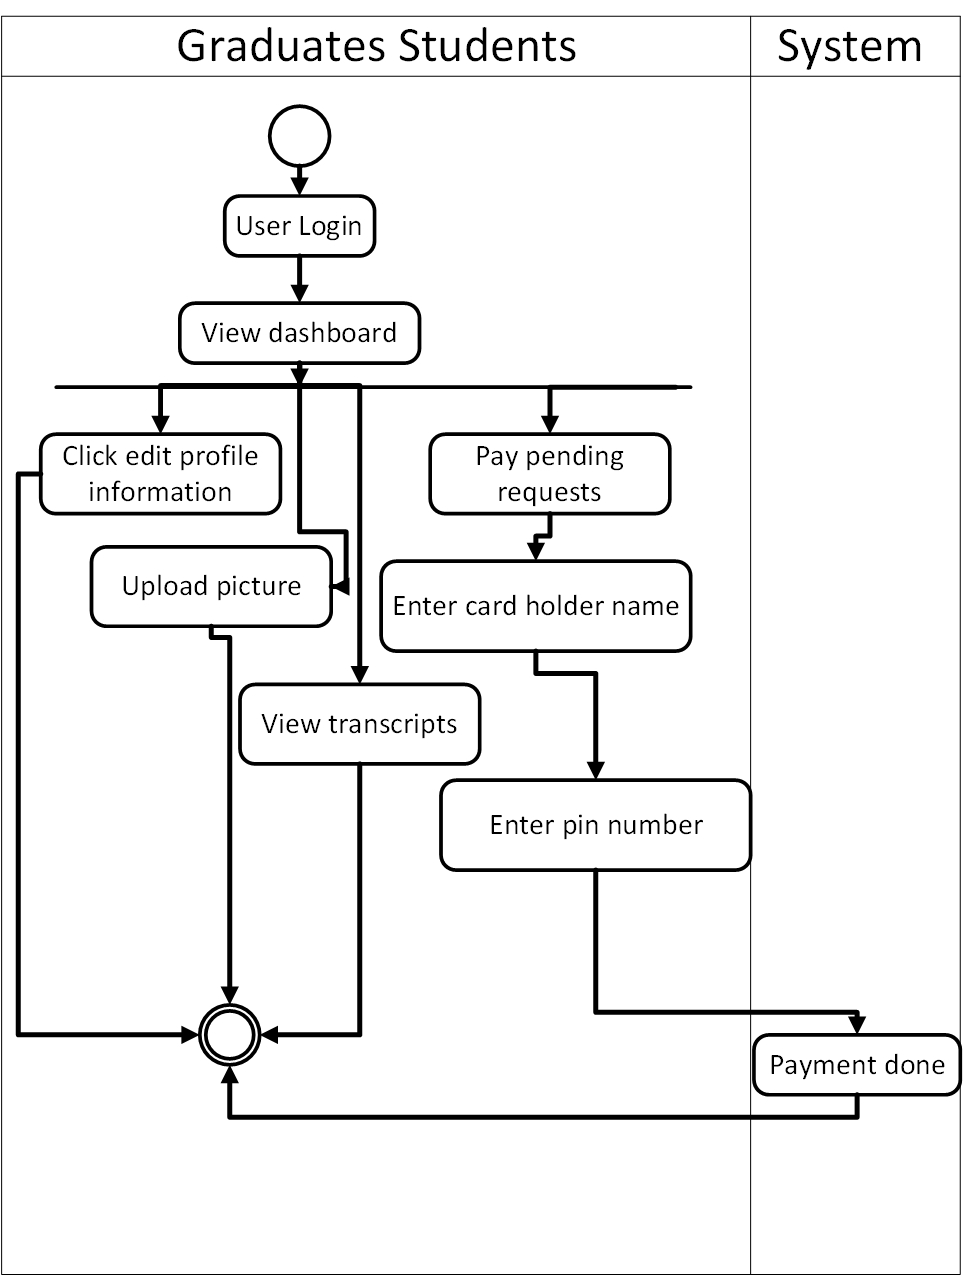 Graduates Students
System
User Login
View dashboard
Click edit profile
information
Pay pending
requests
Upload picture
Enter card holder name
View transcripts
Enter pin number
Payment done